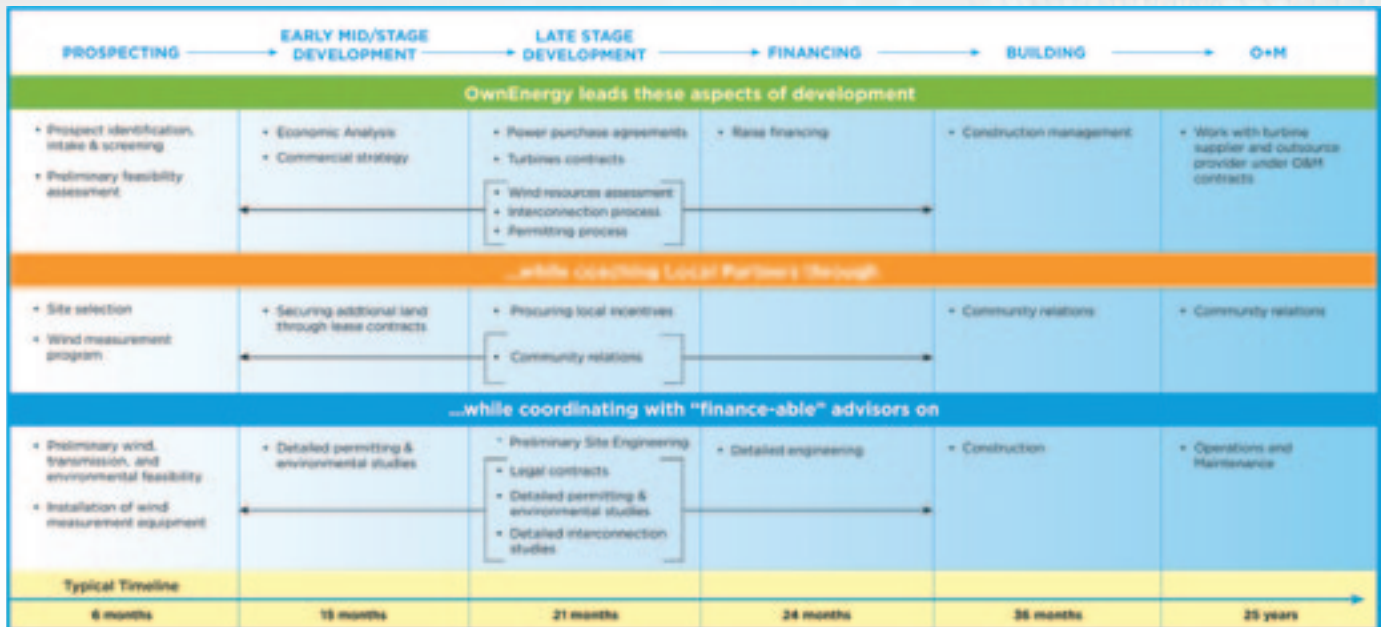 PROSPECTING
EARLY MID/STAGE
DEVELOPMENT
LATE STAGE
DEVELOPMENT
FINANCING
BUILDING
O+M
OwnEnergy leads these aspects of development
• Prospect identification,
intake & screening
• Preliminary feasibility
assessment
• Economic Analysis
• Commercial strategy
• Power purchase agreements
• Turbines contracts
• Wind resources assessment
• Interconnection process
• Permitting process
• Raise financing
• Construction management
• Work with turbine
supplier and outsource
provider under O&M
contracts
...while coaching Local Partners through
• Site selection
• Wind measurement
program
• Securing addtional land
through lease contracts
• Procuring local incentives
• Community relations
• Community relations
• Community relations
...while coordinating with "finance-able" advisors on
• Preliminary wind,
transmission, and
environmental feasibility
• Installation of wind
measurement equipment
• Detailed permitting &
environmental studies
• Preliminary Site Engineering
• Legal contracts
• Detailed permitting &
environmental studies
• Detailed interconnection
studies
• Detailed engineering
• Construction
• Operations and
Maintenance
Typical Timeline
6 months
15 months
21 months
24 months
36 months
25 years